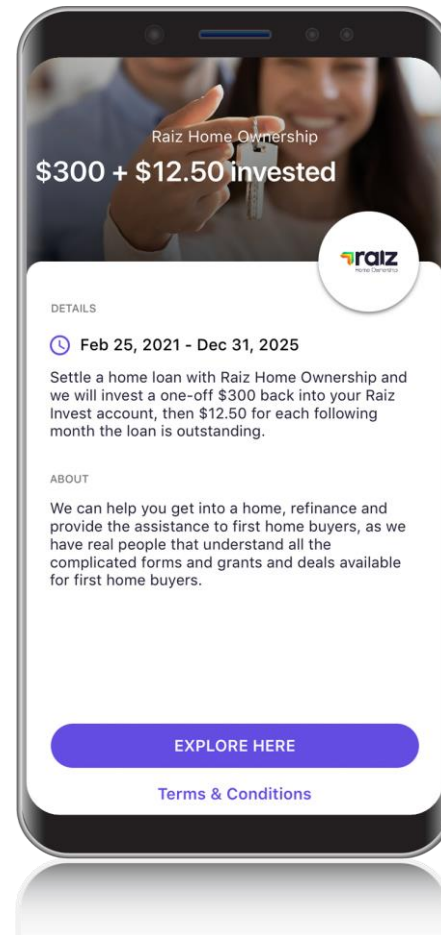 Raiz Home Ownership
$300 + $12.50 invested
raiz
Home Ownership
DETAILS
Feb 25, 2021 - Dec 31, 2025
Settle a home loan with Raiz Home Ownership and
we will invest a one-off $300 back into your Raiz
Invest account, then $12.50 for each following
month the loan is outstanding.
ABOUT
We can help you get into a home, refinance and
provide the assistance to first home buyers, as we
have real people that understand all the
complicated forms and grants and deals available
for first home buyers.
EXPLORE HERE
Terms & Conditions